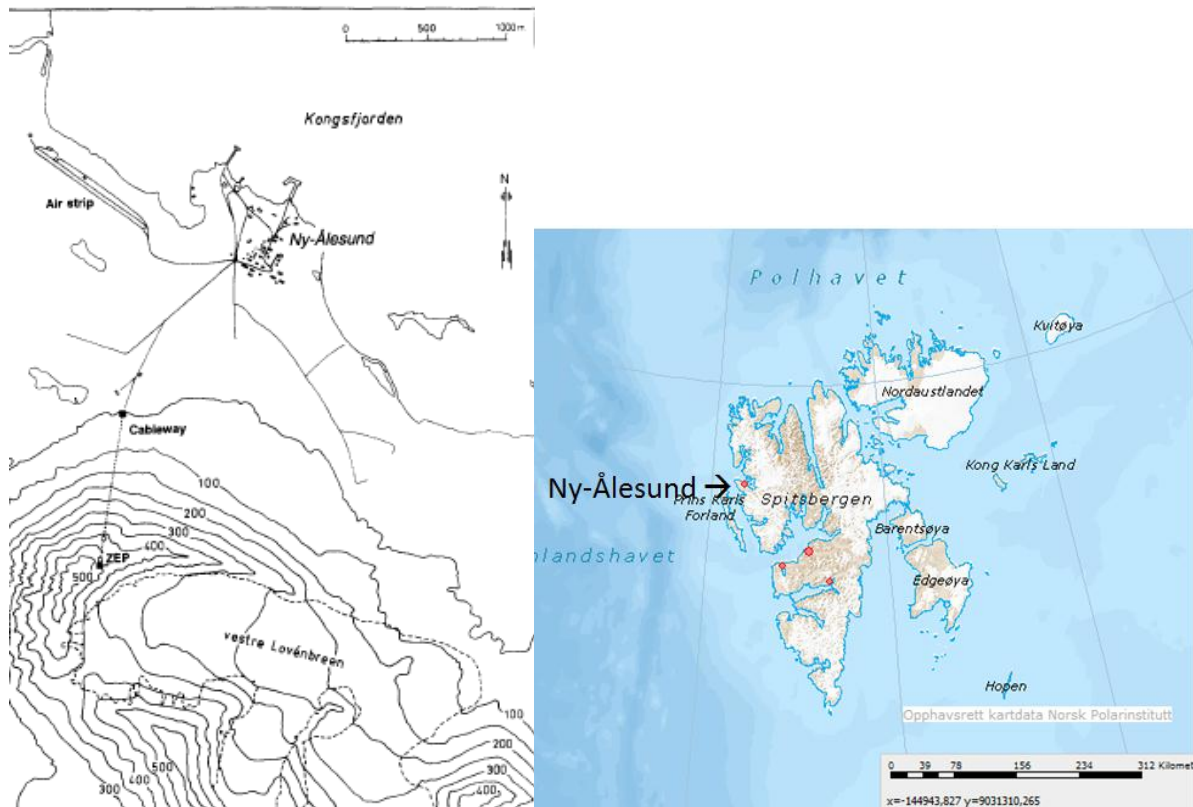 0 500 1000 m
Kongsfjorden
N
Air strip
Ny-Ålesund
Cableway
100
200
300
ZEP
400
500
vestre Lovénbreen
100
200
300
400
500
400
300
Polhavet
Kvitøya
Nordaustlandet
Kong Karls Land
Ny-Ålesund →
Prins Karls
Forland
Spitsbergen
Barentsøya
nlandshavet
Edgeøya
Hopen
Opphavsrett kartdata Norsk Polarinstitutt
0 39 78 156 234 312 Kilomet
x=-144943,827 y=9031310,265